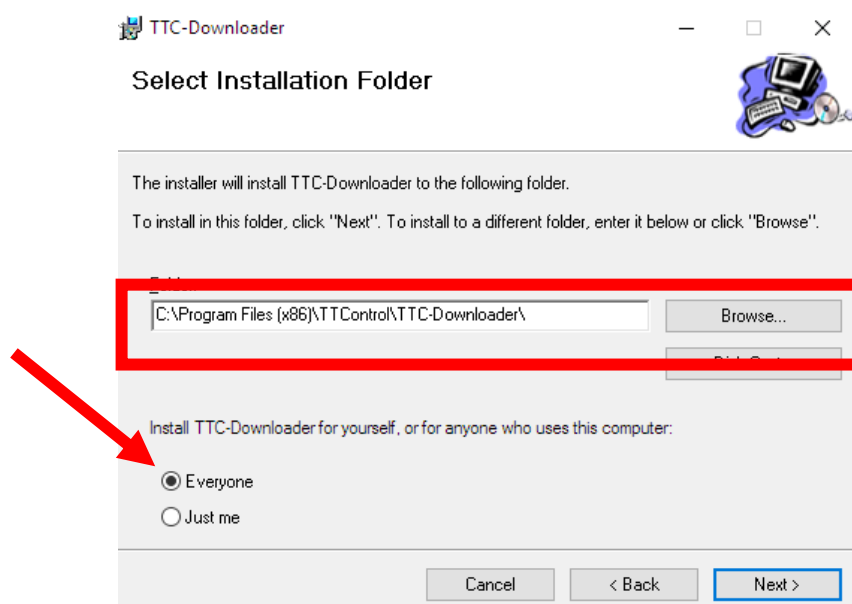 TTC-Downloader
Select Installation Folder
The installer will install TTC-Downloader to the following folder.
To install in this folder, click "Next". To install to a different folder, enter it below or click "Browse".
C:\Program Files (x86)\TTControl\TTC-Downloader\
Browse...
Install TTC-Downloader for yourself, or for anyone who uses this computer:
Everyone
Just me
Cancel
< Back
Next >